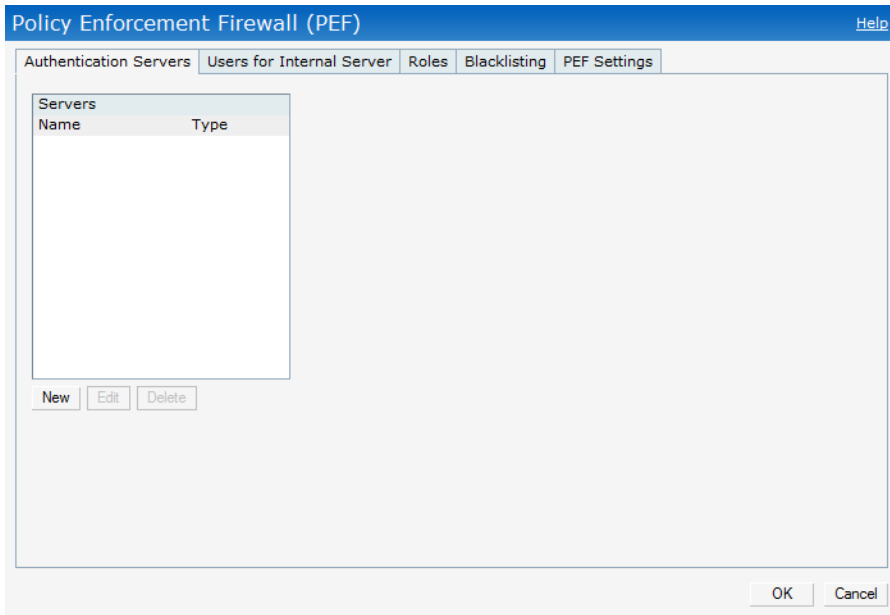 Policy Enforcement Firewall (PEF) Help
Authentication Servers Users for Internal Server Roles Blacklisting PEF Settings
Servers
Name Type
New Edit Delete
OK Cancel